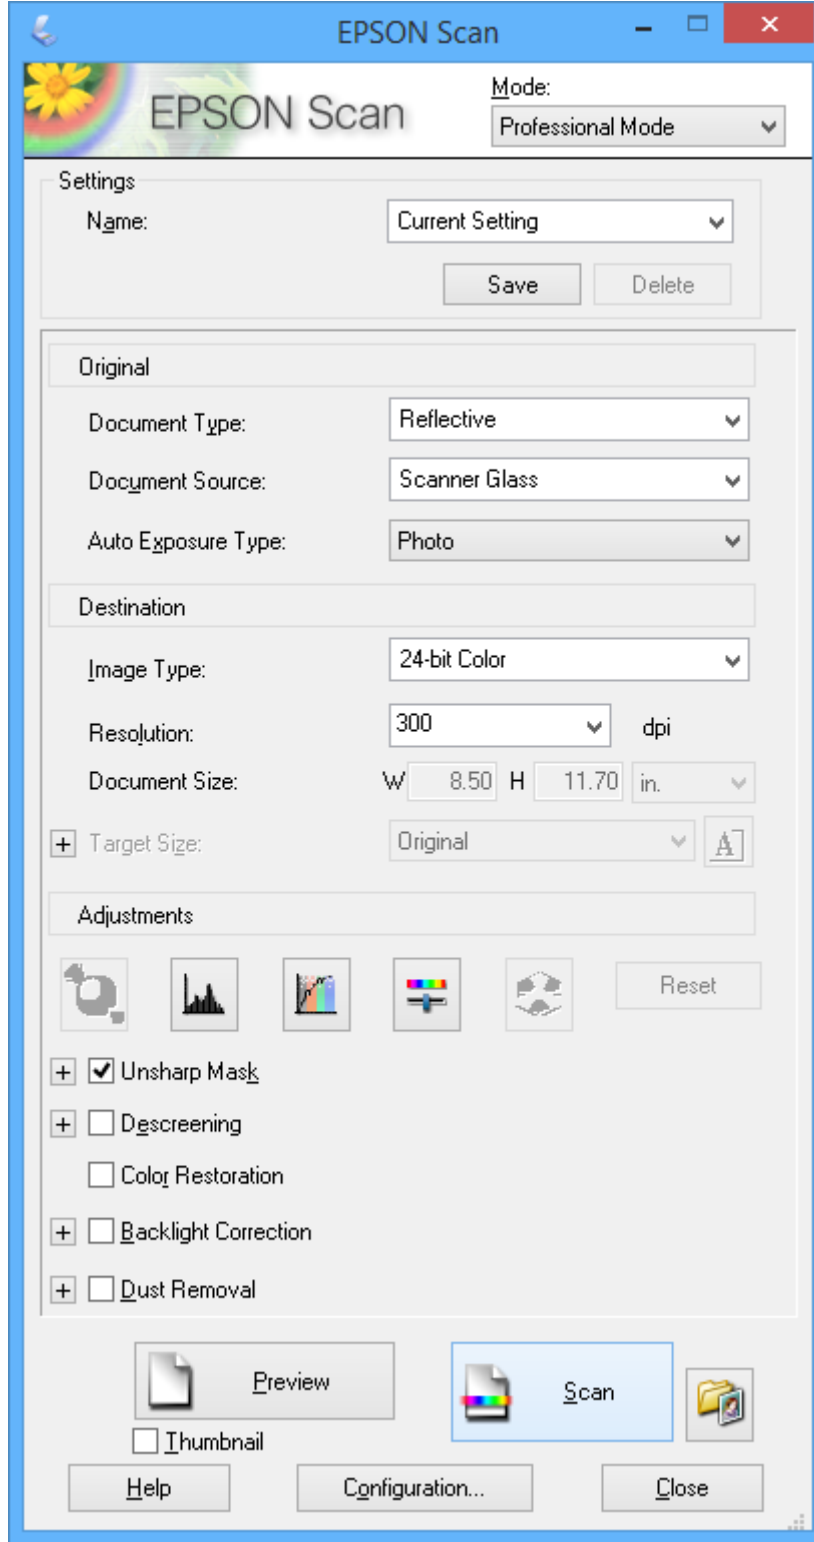 EPSON Scan
EPSON Scan
Mode:
Professional Mode
Settings
Name: Current Setting
Save Delete
Original
Document Type: Reflective
Document Source: Scanner Glass
Auto Exposure Type: Photo
Destination
Image Type: 24-bit Color
Resolution: 300 dpi
Document Size: W 8.50 H 11.70 in.
+ Target Size: Original A
Adjustments
Reset
+ Unsharp Mask
+ Descreening
Color Restoration
+ Backlight Correction
+ Dust Removal
Preview Scan
Thumbnail
Help Configuration... Close